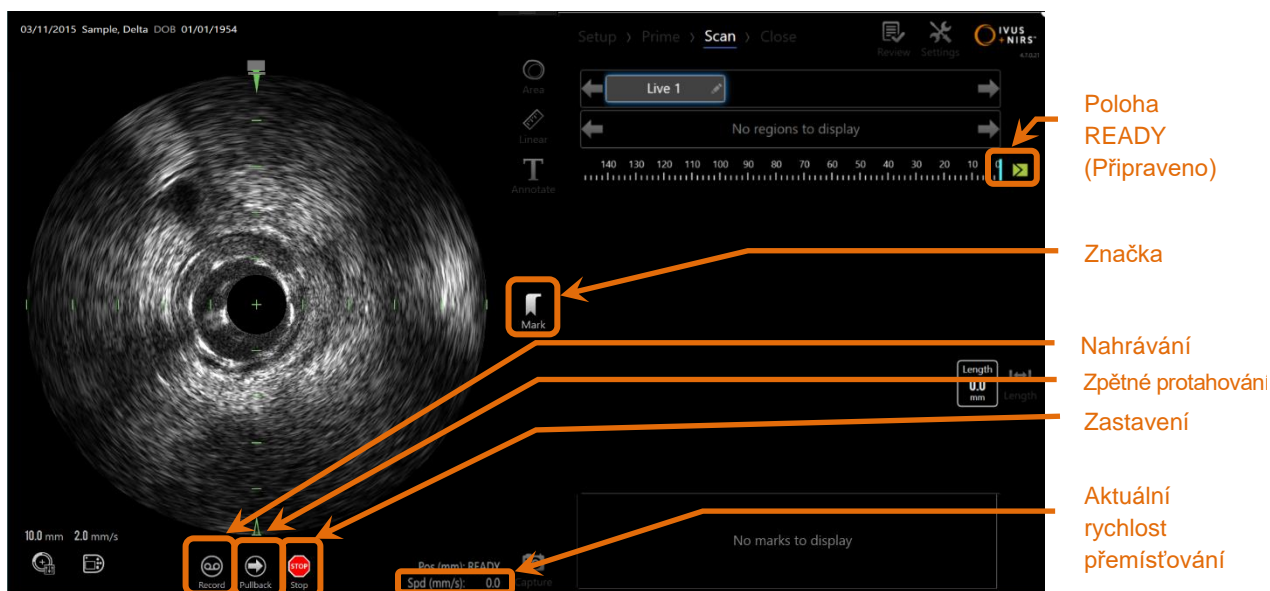 03/11/2015 Sample, Delta DOB 01/01/1954
Setup › Prime › Scan › Close
Review
Settings
IVUS
+NIRS™
Area
Live 1
Linear
No regions to display
Annotate
140 130 120 110 100 90 80 70 60 50 40 30 20 10 0
Poloha
READY
(Připraveno)
Značka
Mark
Nahrávání
Length
0.0
mm
Length
Zpětné protahování
Zastavení
Aktuální
rychlost
přemísťování
10.0 mm 2.0 mm/s
No marks to display
Record
Pullback
STOP
Stop
Pos (mm): READY
Spd (mm/s): 0.0
Capture